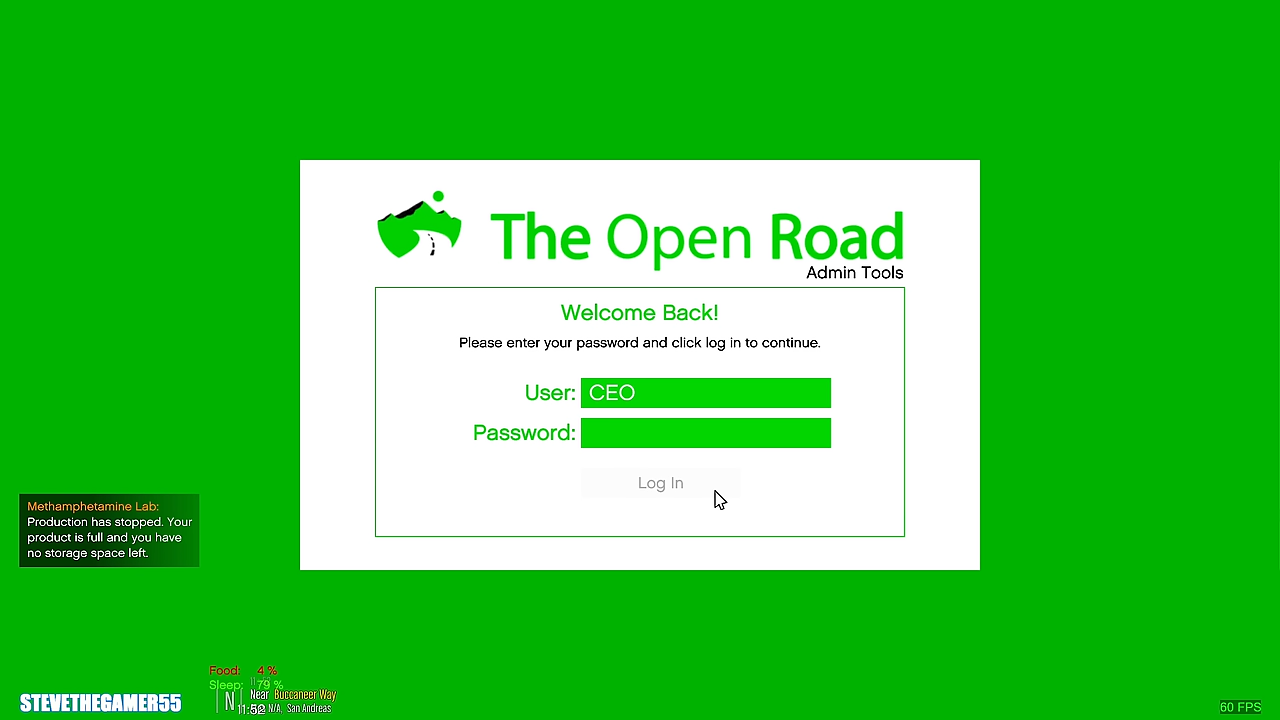 The Open Road
Admin Tools
Welcome Back!
Please enter your password and click log in to continue.
User: CEO
Password:
Log In
Methamphetamine Lab:
Production has stopped. Your
product is full and you have
no storage space left.
Food: 4 %
Sleep: 79 %
N Near Buccaneer Way
11:52 N/A, San Andreas
STEVETHEGAMER55
60 FPS